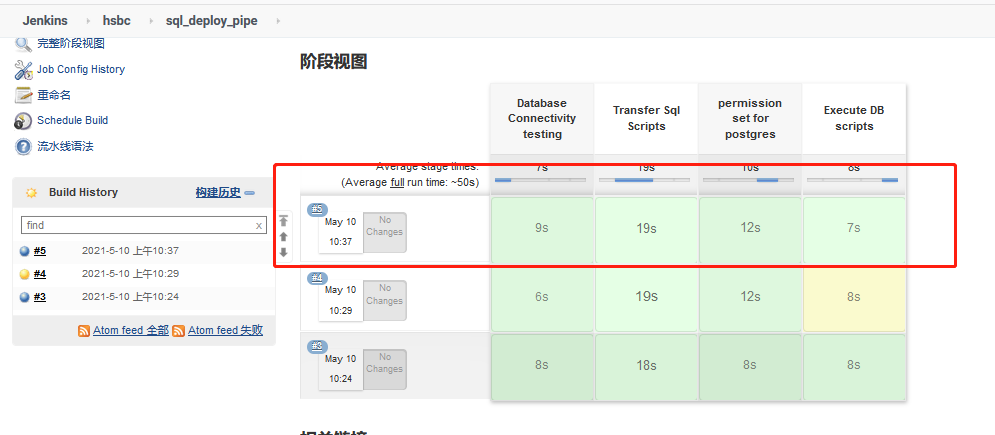 Jenkins hsbc sql_deploy_pipe
完整阶段视图
Job Config History
重命名
Schedule Build
流水线语法
Build History 构建历史
find x
#5 2021-5-10 上午10:37
#4 2021-5-10 上午10:29
#3 2021-5-10 上午10:24
Atom feed 全部 Atom feed 失败
阶段视图
Database Connectivity testing
Transfer Sql Scripts
permission set for postgres
Execute DB scripts
Average stage times:
(Average full run time: ~50s)
7s 19s 10s 8s
#5
May 10
10:37
No Changes
9s 19s 12s 7s
#4
May 10
10:29
No Changes
6s 19s 12s 8s
#3
May 10
10:24
No Changes
8s 18s 8s 8s